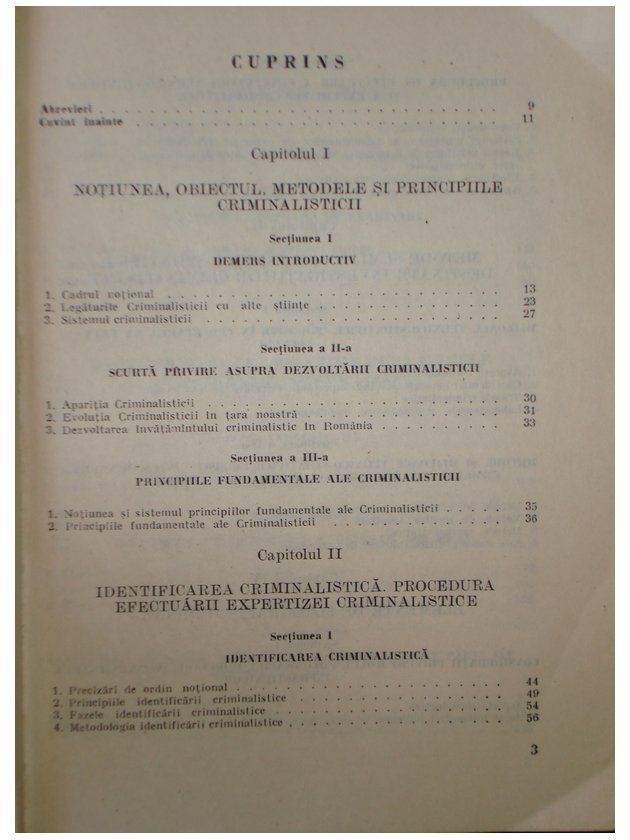 CUPRINS
Abrevieri . . . . . . . . . . . . . . . . . . . . . . . 9
Cuvînt înainte . . . . . . . . . . . . . . . . . . . . . 11
Capitolul I
NOȚIUNEA, OBIECTUL, METODELE ȘI PRINCIPIILE
CRIMINALISTICII
Secțiunea I
DEMERS INTRODUCTIV
1. Cadrul noțional . . . . . . . . . . . . . . . . . . . 13
2. Legăturile Criminalisticii cu alte științe . . . . . . . . . . 23
3. Sistemul criminalisticii . . . . . . . . . . . . . . . . 27
Secțiunea a II-a
SCURTĂ PRIVIRE ASUPRA DEZVOLTĂRII CRIMINALISTICII
1. Apariția Criminalisticii . . . . . . . . . . . . . . . . 30
2. Evoluția Criminalisticii în țara noastră . . . . . . . . . . 31
3. Dezvoltarea învățămîntului criminalistic în România . . . . . . 33
Secțiunea a III-a
PRINCIPIILE FUNDAMENTALE ALE CRIMINALISTICII
1. Noțiunea și sistemul principiilor fundamentale ale Criminalisticii . . . . . 35
2. Principiile fundamentale ale Criminalisticii . . . . . . . . . 36
Capitolul II
IDENTIFICAREA CRIMINALISTICĂ. PROCEDURA
EFECTUĂRII EXPERTIZEI CRIMINALISTICE
Secțiunea I
IDENTIFICAREA CRIMINALISTICĂ
1. Precizări de ordin noțional . . . . . . . . . . . . . . . 44
2. Principiile identificării criminalistice . . . . . . . . . . . 49
3. Fazele identificării criminalistice . . . . . . . . . . . . . 54
4. Metodologia identificării criminalistice . . . . . . . . . . . 56
3